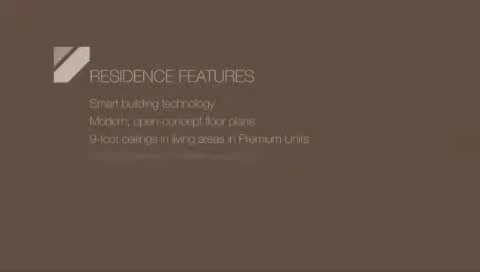 RESIDENCE FEATURES
Smart building technology
Modern, open-concept floor plans
9-foot ceilings in living areas in Premium Units